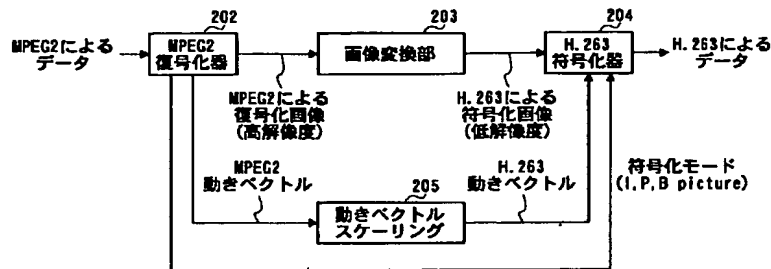 202
203
204
MPEG2による
データ
MPEG2
復号化器
画像変換部
H.263
符号化器
H.263による
データ
MPEG2による
復号化画像
(高解像度)
H.263による
符号化画像
(低解像度)
MPEG2
動きベクトル
205
H.263
動きベクトル
符号化モード
(I,P,B picture)
動きベクトル
スケーリング